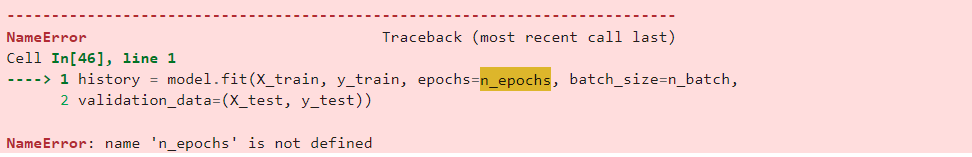 ---------------------------------------------------------------------------
NameError                                 Traceback (most recent call last)
Cell In[46], line 1
----> 1 history = model.fit(X_train, y_train, epochs=n_epochs, batch_size=n_batch,
      2 validation_data=(X_test, y_test))
NameError: name 'n_epochs' is not defined